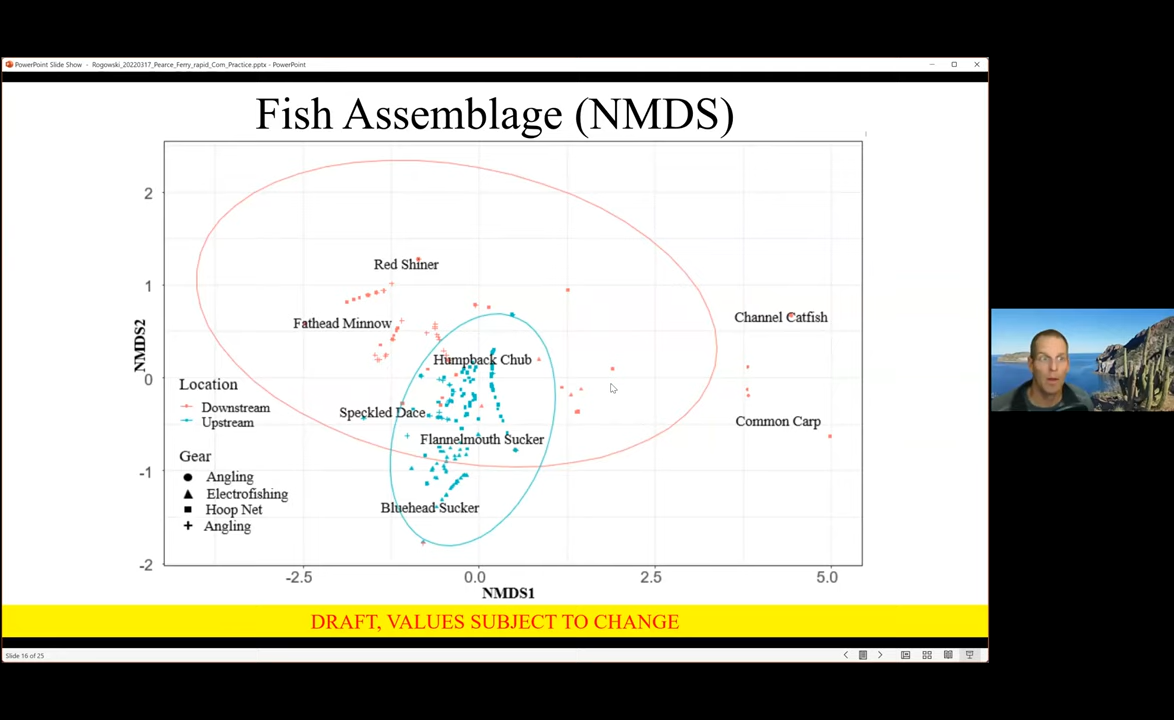 PowerPoint Slide Show - Rogowski_20220317_Pearce_Ferry_rapid_Com_Practice.pptx - PowerPoint
Fish Assemblage (NMDS)
2
1
0
-1
-2
NMDS2
Red Shiner
Fathead Minnow
Channel Catfish
Humpback Chub
Speckled Dace
Common Carp
Flannelmouth Sucker
Bluehead Sucker
Location
Downstream
Upstream
Gear
Angling
Electrofishing
Hoop Net
Angling
-2.5
0.0
2.5
5.0
NMDS1
DRAFT, VALUES SUBJECT TO CHANGE
Slide 16 of 25